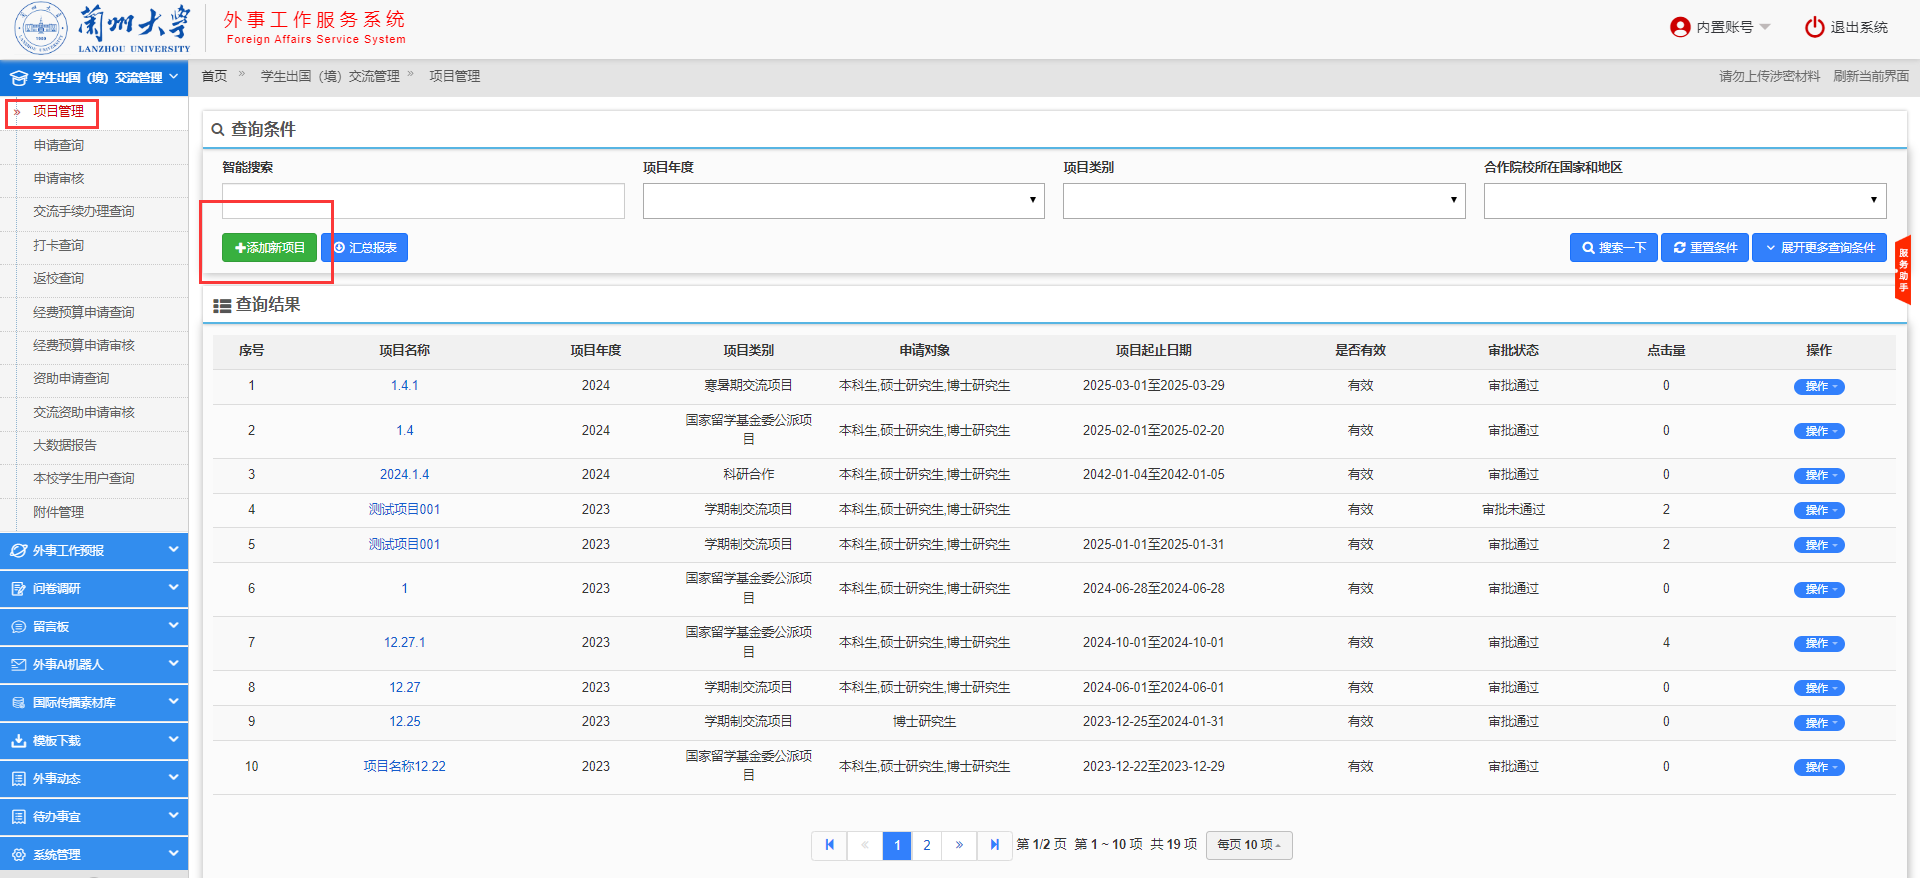 兰州大学
LANZHOU UNIVERSITY
1909
外事工作服务系统
Foreign Affairs Service System
内置账号
退出系统
学生出国（境）交流管理
首页 » 学生出国（境）交流管理 » 项目管理
请勿上传涉密材料 刷新当前界面
» 项目管理
申请查询
申请审核
交流手续办理查询
打卡查询
返校查询
经费预算申请查询
经费预算申请审核
资助申请查询
交流资助申请审核
大数据报告
本校学生用户查询
附件管理
外事工作预报
问卷调研
留言板
外事AI机器人
国际传播素材库
模板下载
外事动态
待办事宜
系统管理
查询条件
智能搜索 项目年度 项目类别 合作院校所在国家和地区
添加新项目 汇总报表 搜索一下 重置条件 展开更多查询条件
服务助手
查询结果
序号 项目名称 项目年度 项目类别 申请对象 项目起止日期 是否有效 审批状态 点击量 操作
1 1.4.1 2024 寒暑期交流项目 本科生,硕士研究生,博士研究生 2025-03-01至2025-03-29 有效 审批通过 0 操作
2 1.4 2024 国家留学基金委公派项目 本科生,硕士研究生,博士研究生 2025-02-01至2025-02-20 有效 审批通过 0 操作
3 2024.1.4 2024 科研合作 本科生,硕士研究生,博士研究生 2042-01-04至2042-01-05 有效 审批通过 0 操作
4 测试项目001 2023 学期制交流项目 本科生,硕士研究生,博士研究生 有效 审批未通过 2 操作
5 测试项目001 2023 学期制交流项目 本科生,硕士研究生,博士研究生 2025-01-01至2025-01-31 有效 审批通过 2 操作
6 1 2023 国家留学基金委公派项目 本科生,硕士研究生,博士研究生 2024-06-28至2024-06-28 有效 审批通过 0 操作
7 12.27.1 2023 国家留学基金委公派项目 本科生,硕士研究生,博士研究生 2024-10-01至2024-10-01 有效 审批通过 4 操作
8 12.27 2023 学期制交流项目 本科生,硕士研究生,博士研究生 2024-06-01至2024-06-01 有效 审批通过 0 操作
9 12.25 2023 学期制交流项目 博士研究生 2023-12-25至2024-01-31 有效 审批通过 0 操作
10 项目名称12.22 2023 国家留学基金委公派项目 本科生,硕士研究生,博士研究生 2023-12-22至2023-12-29 有效 审批通过 0 操作
« 1 2 » 第 1/2 页 第 1 ~ 10 项 共 19 项 每页 10 项